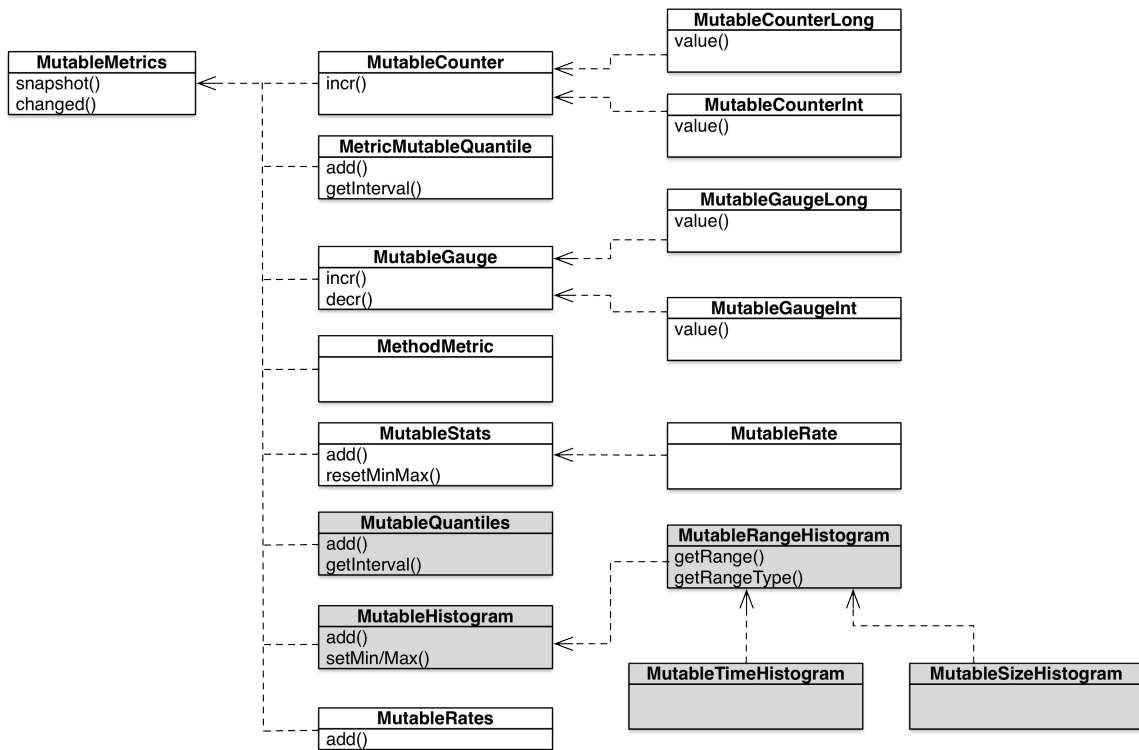 MutableMetrics
snapshot()
changed()
MutableCounter
incr()
MetricMutableQuantile
add()
getInterval()
MutableGauge
incr()
decr()
MethodMetric
MutableStats
add()
resetMinMax()
MutableQuantiles
add()
getInterval()
MutableHistogram
add()
setMin/Max()
MutableRates
add()
MutableCounterLong
value()
MutableCounterInt
value()
MutableGaugeLong
value()
MutableGaugeInt
value()
MutableRate
MutableRangeHistogram
getRange()
getRangeType()
MutableTimeHistogram
MutableSizeHistogram